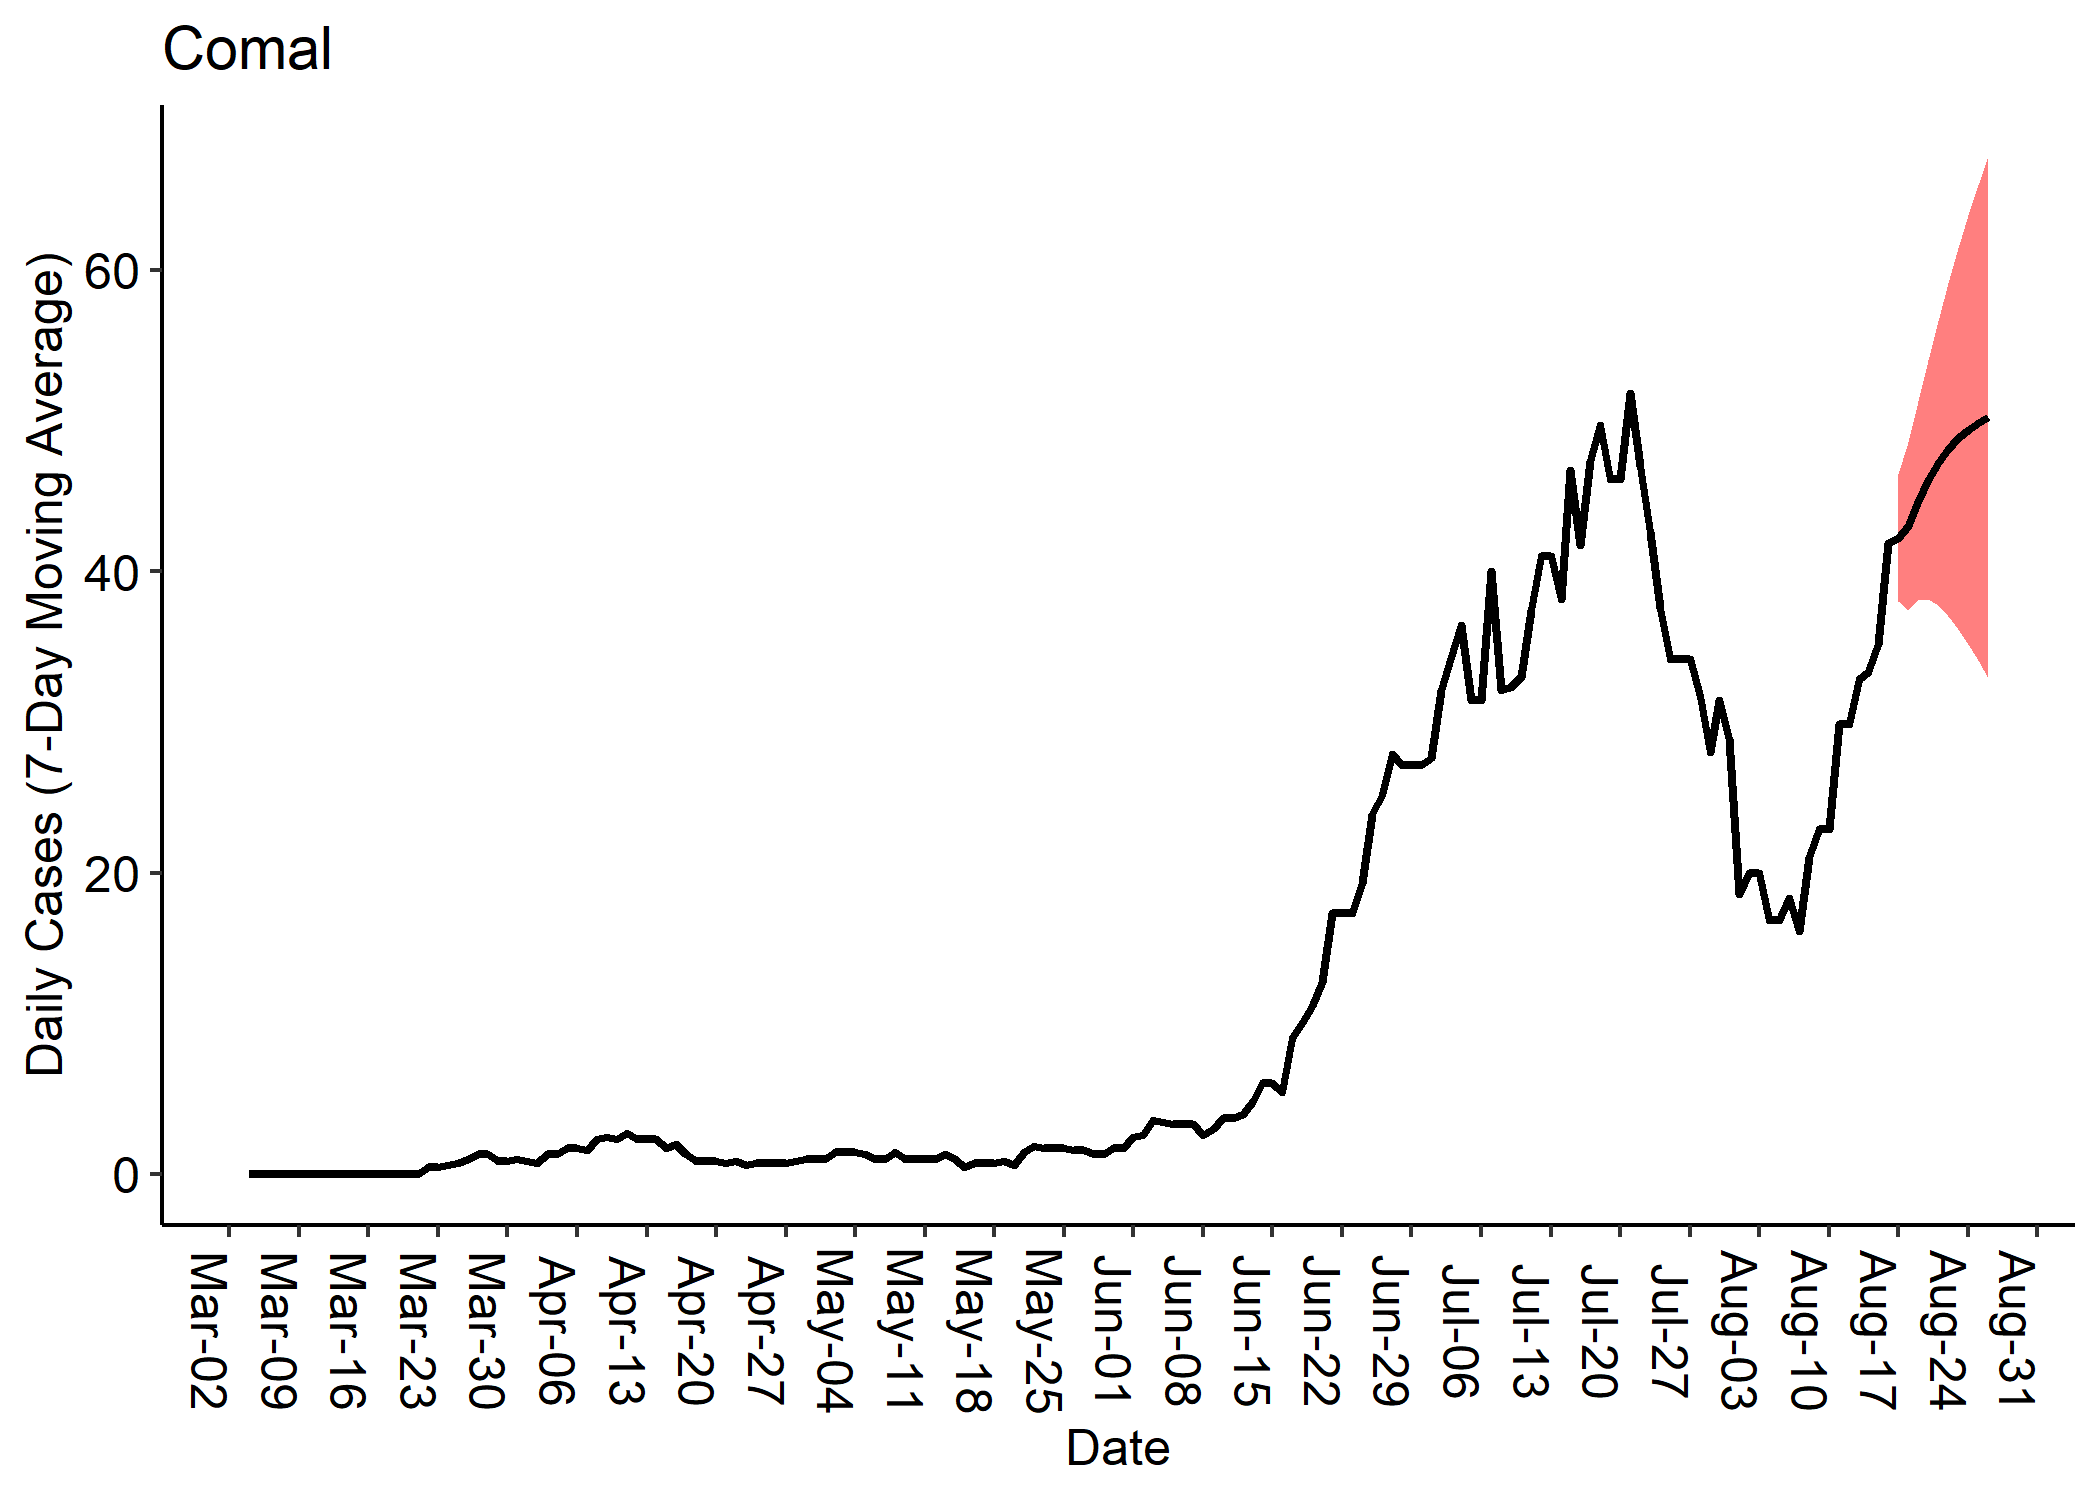 Comal
Daily Cases (7-Day Moving Average)
60
40
20
0
Mar-02
Mar-09
Mar-16
Mar-23
Mar-30
Apr-06
Apr-13
Apr-20
Apr-27
May-04
May-11
May-18
May-25
Jun-01
Jun-08
Jun-15
Jun-22
Jun-29
Jul-06
Jul-13
Jul-20
Jul-27
Aug-03
Aug-10
Aug-17
Aug-24
Aug-31
Date